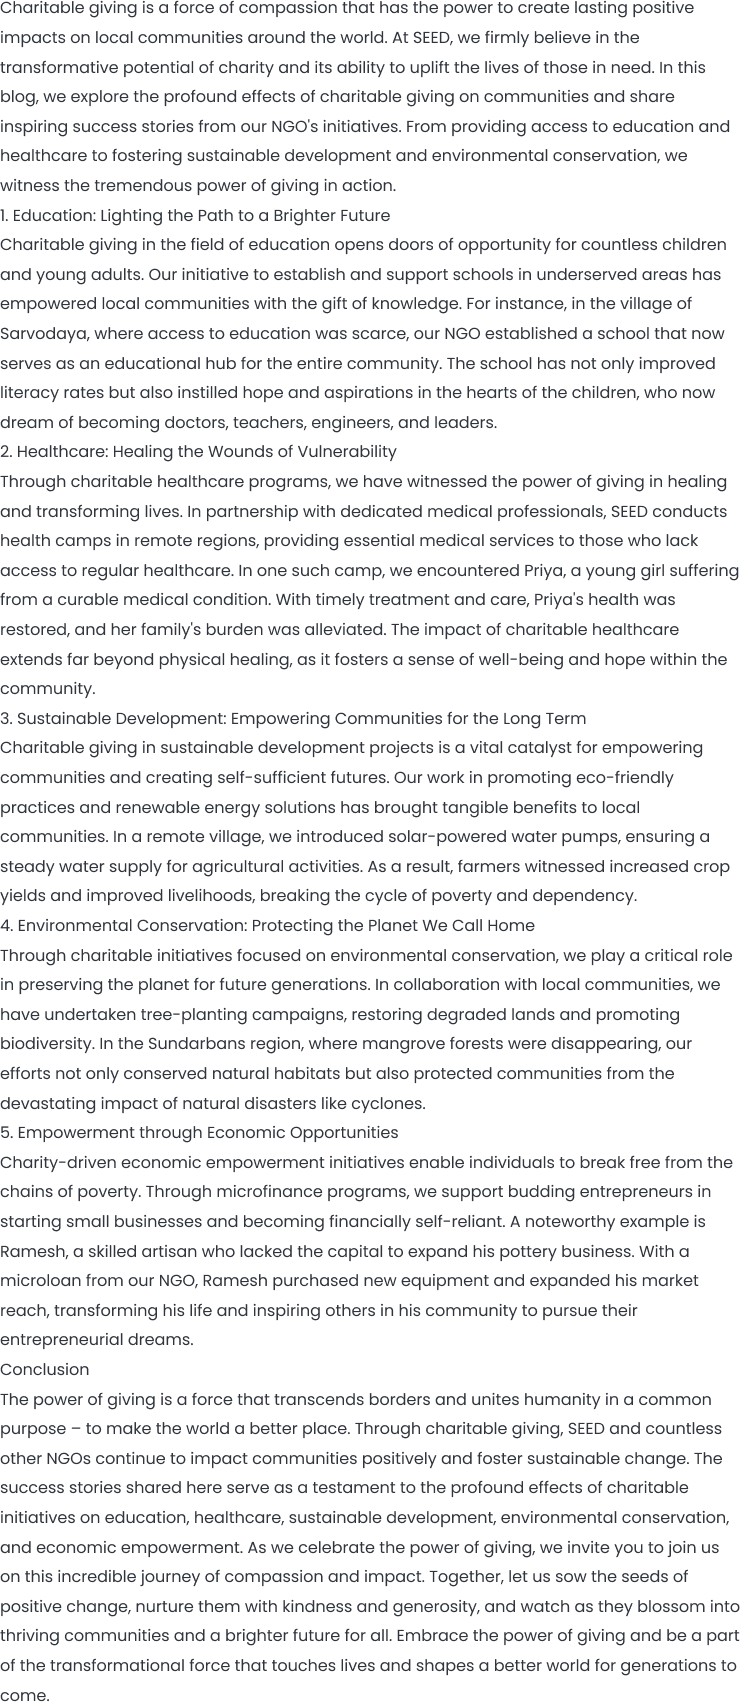 Charitable giving is a force of compassion that has the power to create lasting positive
impacts on local communities around the world. At SEED, we firmly believe in the
transformative potential of charity and its ability to uplift the lives of those in need. In this
blog, we explore the profound effects of charitable giving on communities and share
inspiring success stories from our NGO's initiatives. From providing access to education and
healthcare to fostering sustainable development and environmental conservation, we
witness the tremendous power of giving in action.
1. Education: Lighting the Path to a Brighter Future
Charitable giving in the field of education opens doors of opportunity for countless children
and young adults. Our initiative to establish and support schools in underserved areas has
empowered local communities with the gift of knowledge. For instance, in the village of
Sarvodaya, where access to education was scarce, our NGO established a school that now
serves as an educational hub for the entire community. The school has not only improved
literacy rates but also instilled hope and aspirations in the hearts of the children, who now
dream of becoming doctors, teachers, engineers, and leaders.
2. Healthcare: Healing the Wounds of Vulnerability
Through charitable healthcare programs, we have witnessed the power of giving in healing
and transforming lives. In partnership with dedicated medical professionals, SEED conducts
health camps in remote regions, providing essential medical services to those who lack
access to regular healthcare. In one such camp, we encountered Priya, a young girl suffering
from a curable medical condition. With timely treatment and care, Priya's health was
restored, and her family's burden was alleviated. The impact of charitable healthcare
extends far beyond physical healing, as it fosters a sense of well-being and hope within the
community.
3. Sustainable Development: Empowering Communities for the Long Term
Charitable giving in sustainable development projects is a vital catalyst for empowering
communities and creating self-sufficient futures. Our work in promoting eco-friendly
practices and renewable energy solutions has brought tangible benefits to local
communities. In a remote village, we introduced solar-powered water pumps, ensuring a
steady water supply for agricultural activities. As a result, farmers witnessed increased crop
yields and improved livelihoods, breaking the cycle of poverty and dependency.
4. Environmental Conservation: Protecting the Planet We Call Home
Through charitable initiatives focused on environmental conservation, we play a critical role
in preserving the planet for future generations. In collaboration with local communities, we
have undertaken tree-planting campaigns, restoring degraded lands and promoting
biodiversity. In the Sundarbans region, where mangrove forests were disappearing, our
efforts not only conserved natural habitats but also protected communities from the
devastating impact of natural disasters like cyclones.
5. Empowerment through Economic Opportunities
Charity-driven economic empowerment initiatives enable individuals to break free from the
chains of poverty. Through microfinance programs, we support budding entrepreneurs in
starting small businesses and becoming financially self-reliant. A noteworthy example is
Ramesh, a skilled artisan who lacked the capital to expand his pottery business. With a
microloan from our NGO, Ramesh purchased new equipment and expanded his market
reach, transforming his life and inspiring others in his community to pursue their
entrepreneurial dreams.
Conclusion
The power of giving is a force that transcends borders and unites humanity in a common
purpose – to make the world a better place. Through charitable giving, SEED and countless
other NGOs continue to impact communities positively and foster sustainable change. The
success stories shared here serve as a testament to the profound effects of charitable
initiatives on education, healthcare, sustainable development, environmental conservation,
and economic empowerment. As we celebrate the power of giving, we invite you to join us
on this incredible journey of compassion and impact. Together, let us sow the seeds of
positive change, nurture them with kindness and generosity, and watch as they blossom into
thriving communities and a brighter future for all. Embrace the power of giving and be a part
of the transformational force that touches lives and shapes a better world for generations to
come.